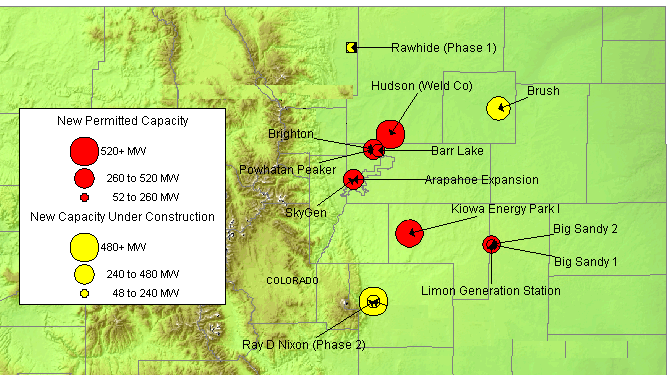 Rawhide (Phase 1)
Hudson (Weld Co)
Brush
New Permitted Capacity
520+ MW
260 to 520 MW
52 to 260 MW
New Capacity Under Construction
480+ MW
240 to 480 MW
48 to 240 MW
Brighton
Barr Lake
Powhatan Peaker
Arapahoe Expansion
SkyGen
Kiowa Energy Park I
Big Sandy 2
Big Sandy 1
COLORADO
Limon Generation Station
Ray D Nixon (Phase 2)